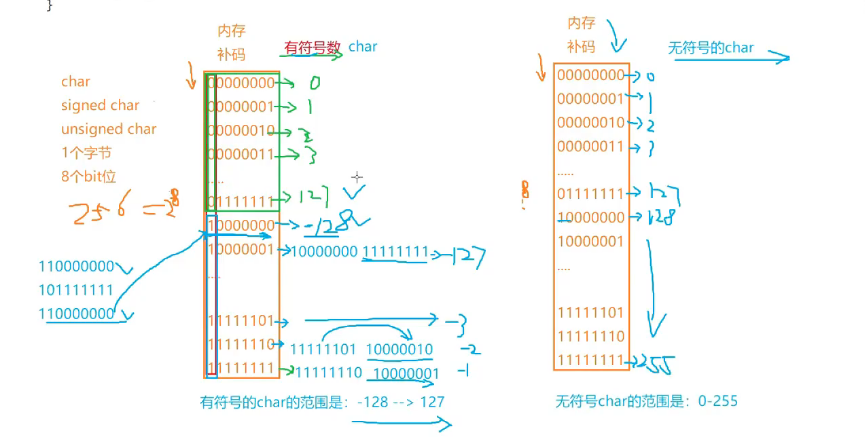 }
内存
补码
有符号数 char
char
signed char
unsigned char
1个字节
8个bit位
256 = 2^8
110000000
101111111
110000000
00000000 0
00000001 1
00000010 2
00000011 3
.....
01111111 127
10000000 -128
10000001 10000000 11111111 -127
....
11111101 -3
11111110 11111101 10000010 -2
11111111 11111110 10000001 -1
有符号的char的范围是：-128 --> 127
内存
补码
无符号的char
00000000 0
00000001 1
00000010 2
00000011 3
.....
01111111 127
10000000 128
10000001
....
11111101
11111110
11111111 255
无符号char的范围是：0-255